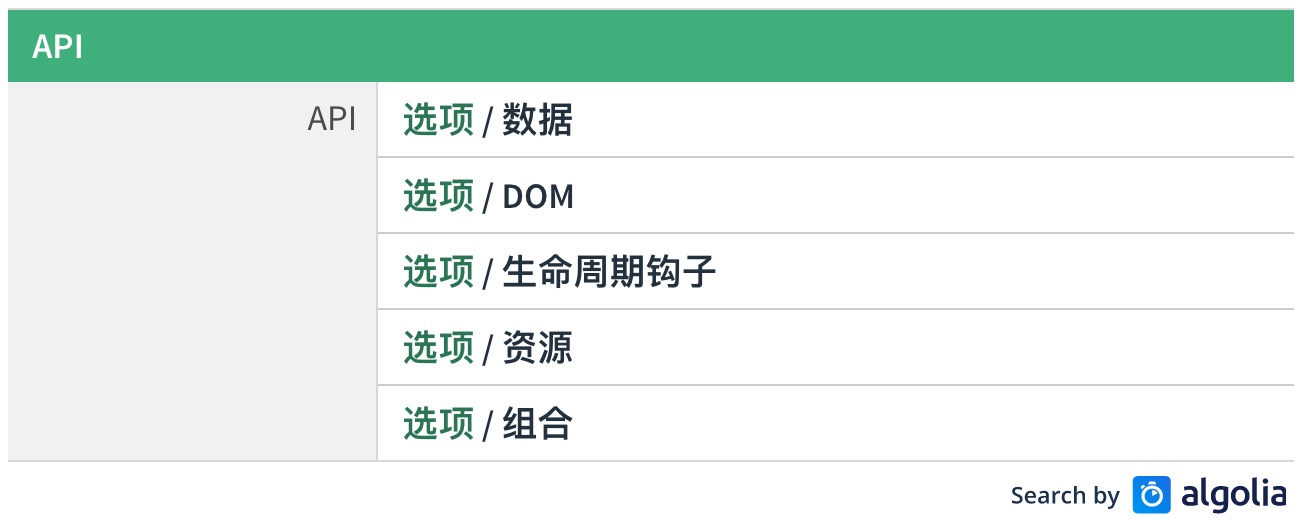 API
API
选项 / 数据
选项 / DOM
选项 / 生命周期钩子
选项 / 资源
选项 / 组合
Search by algolia